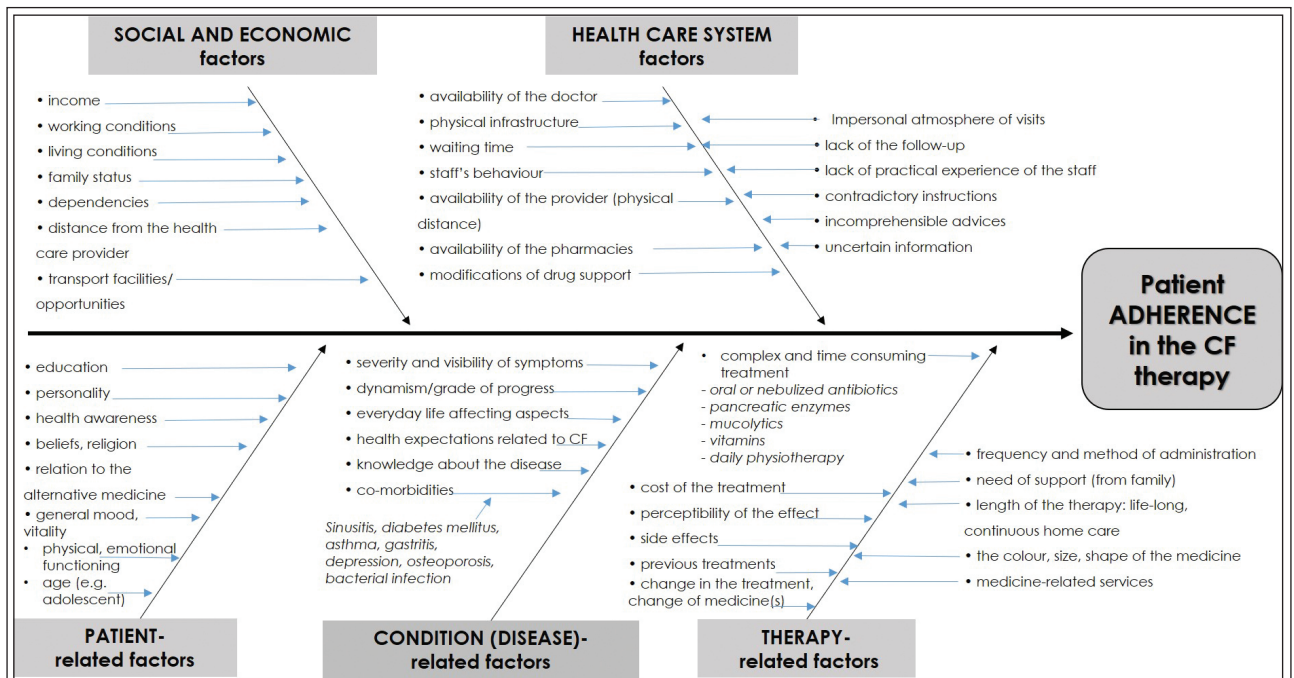 SOCIAL AND ECONOMIC
factors
• income
• working conditions
• living conditions
• family status
• dependencies
• distance from the health
care provider
• transport facilities/
opportunities
HEALTH CARE SYSTEM
factors
• availability of the doctor
• physical infrastructure
• waiting time
• staff's behaviour
• availability of the provider (physical
distance)
• availability of the pharmacies
• modifications of drug support
• Impersonal atmosphere of visits
• lack of the follow-up
• lack of practical experience of the staff
• contradictory instructions
• incomprehensible advices
• uncertain information
Patient
ADHERENCE
in the CF
therapy
• education
• personality
• health awareness
• beliefs, religion
• relation to the
alternative medicine
• general mood,
vitality
• physical, emotional
functioning
• age (e.g.
adolescent)
PATIENT-
related factors
• severity and visibility of symptoms
• dynamism/grade of progress
• everyday life affecting aspects
• health expectations related to CF
• knowledge about the disease
• co-morbidities
Sinusitis, diabetes mellitus,
asthma, gastritis,
depression, osteoporosis,
bacterial infection
CONDITION (DISEASE)-
related factors
• complex and time consuming
treatment
- oral or nebulized antibiotics
- pancreatic enzymes
- mucolytics
- vitamins
- daily physiotherapy
• cost of the treatment
• perceptibility of the effect
• side effects
• previous treatments
• change in the treatment,
change of medicine(s)
• frequency and method of administration
• need of support (from family)
• length of the therapy: life-long,
continuous home care
• the colour, size, shape of the medicine
• medicine-related services
THERAPY-
related factors